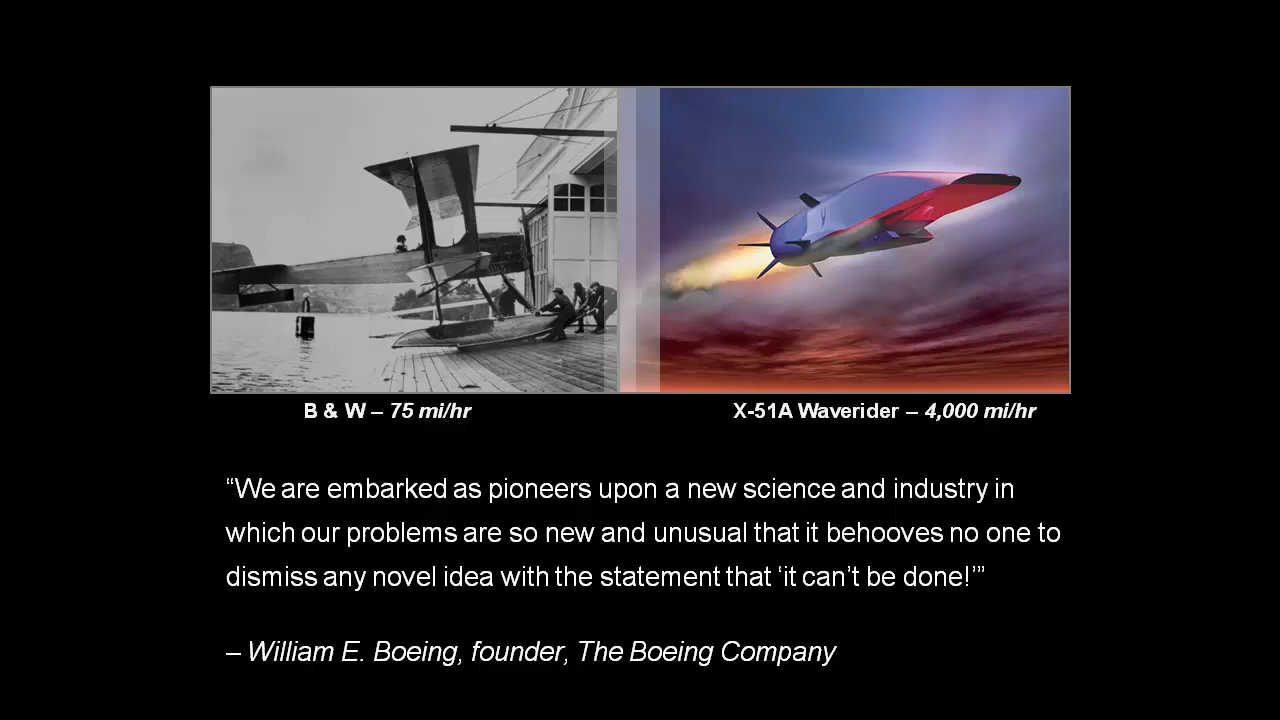 B & W – 75 mi/hr
X-51A Waverider – 4,000 mi/hr
“We are embarked as pioneers upon a new science and industry in
which our problems are so new and unusual that it behooves no one to
dismiss any novel idea with the statement that ‘it can’t be done!’”
– William E. Boeing, founder, The Boeing Company